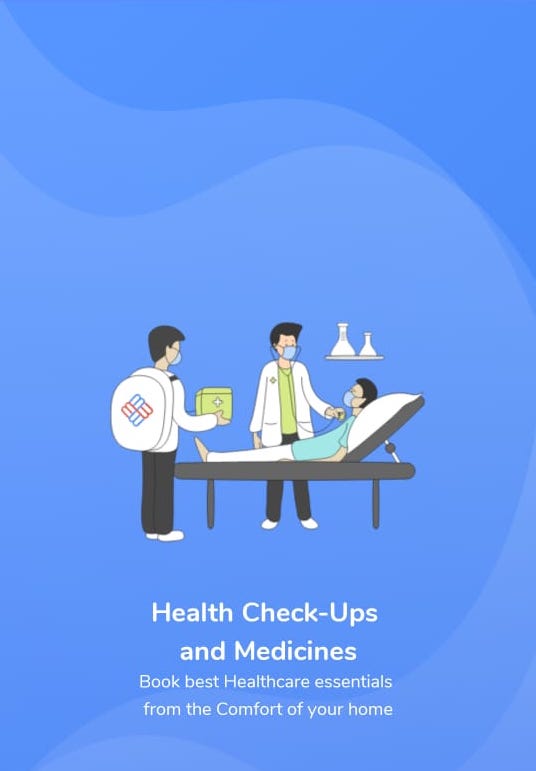 Health Check-Ups
and Medicines
Book best Healthcare essentials
from the Comfort of your home